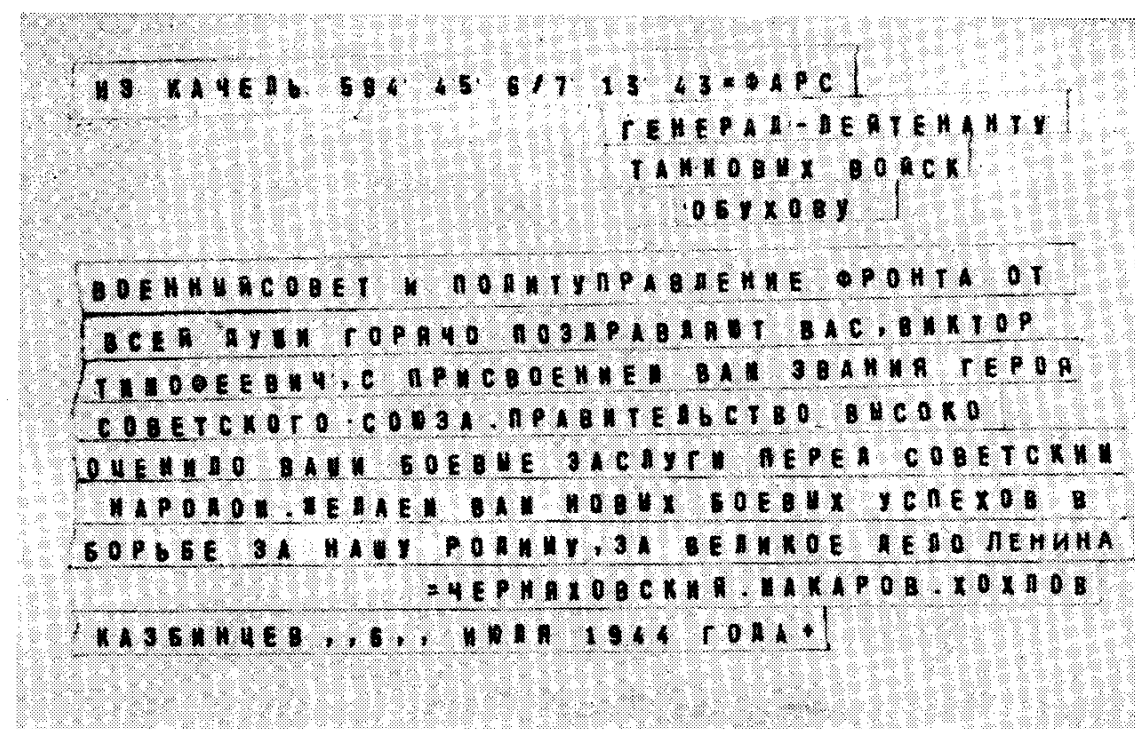 ИЗ КАЧЕЛЬ 594 45 6/7 13 43=ФАРС
ГЕНЕРАЛ-ЛЕЙТЕНАНТУ
ТАНКОВЫХ ВОЙСК
ОБУХОВУ
ВОЕННЫЙСОВЕТ И ПОЛИТУПРАВЛЕНИЕ ФРОНТА ОТ
ВСЕЙ ДУШИ ГОРЯЧО ПОЗДРАВЛЯЮТ ВАС,ВИКТОР
ТИМОФЕЕВИЧ,С ПРИСВОЕНИЕМ ВАМ ЗВАНИЯ ГЕРОЯ
СОВЕТСКОГО СОЮЗА.ПРАВИТЕЛЬСТВО ВЫСОКО
ОЦЕНИЛО ВАШИ БОЕВЫЕ ЗАСЛУГИ ПЕРЕД СОВЕТСКИМ
НАРОДОМ.ЖЕЛАЕМ ВАМ НОВЫХ БОЕВЫХ УСПЕХОВ В
БОРЬБЕ ЗА НАШУ РОДИНУ,ЗА ВЕЛИКОЕ ДЕЛО ЛЕНИНА
=ЧЕРНЯХОВСКИЙ.МАКАРОВ.ХОХЛОВ
КАЗБИНЦЕВ ,,6,, ИЮЛЯ 1944 ГОДА+